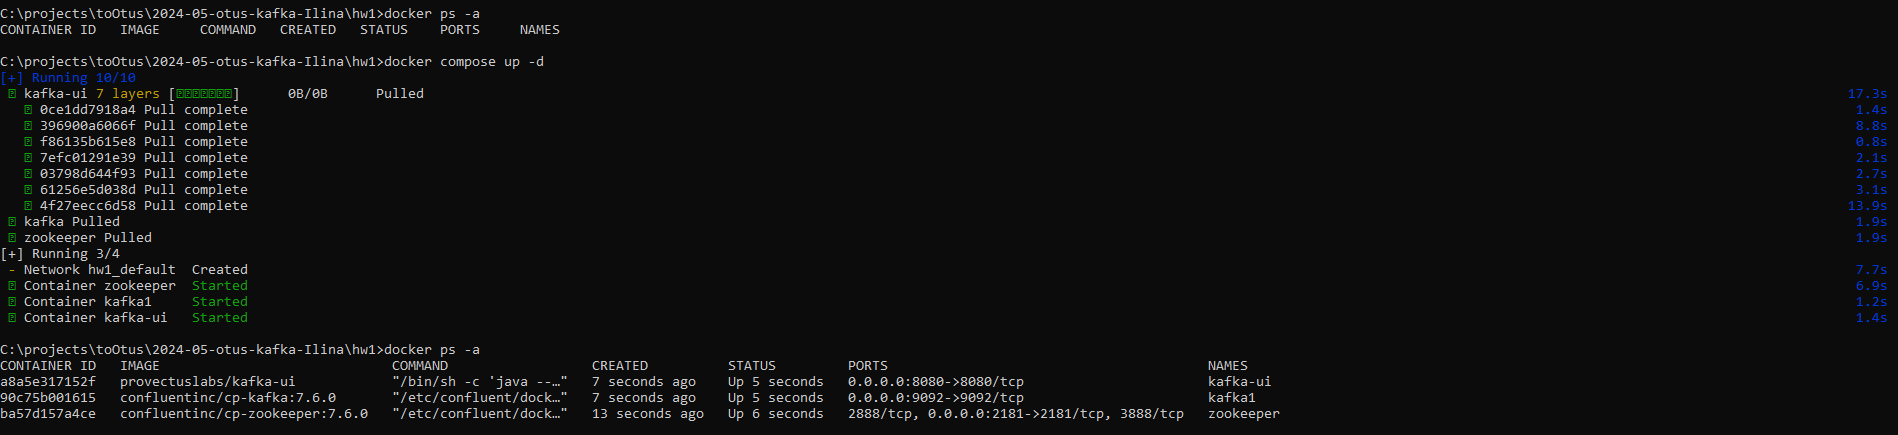 C:\projects\toOtus\2024-05-otus-kafka-Ilina\hw1>docker ps -a
CONTAINER ID   IMAGE     COMMAND   CREATED   STATUS    PORTS     NAMES
C:\projects\toOtus\2024-05-otus-kafka-Ilina\hw1>docker compose up -d
[+] Running 10/10
kafka-ui 7 layers [       ]      0B/0B      Pulled 17.3s
0ce1dd7918a4 Pull complete 1.4s
396900a6066f Pull complete 8.8s
f86135b615e8 Pull complete 0.8s
7efc01291e39 Pull complete 2.1s
03798d644f93 Pull complete 2.7s
61256e5d038d Pull complete 3.1s
4f27eecc6d58 Pull complete 13.9s
kafka Pulled 1.9s
zookeeper Pulled 1.9s
[+] Running 3/4
- Network hw1_default  Created 7.7s
Container zookeeper  Started 6.9s
Container kafka1     Started 1.2s
Container kafka-ui   Started 1.4s
C:\projects\toOtus\2024-05-otus-kafka-Ilina\hw1>docker ps -a
CONTAINER ID   IMAGE                             COMMAND                  CREATED          STATUS         PORTS                                        NAMES
a8a5e317152f   provectuslabs/kafka-ui            "/bin/sh -c 'java --…"   7 seconds ago    Up 5 seconds   0.0.0.0:8080->8080/tcp                       kafka-ui
90c75b001615   confluentinc/cp-kafka:7.6.0       "/etc/confluent/dock…"   7 seconds ago    Up 5 seconds   0.0.0.0:9092->9092/tcp                       kafka1
ba57d157a4ce   confluentinc/cp-zookeeper:7.6.0   "/etc/confluent/dock…"   13 seconds ago   Up 6 seconds   2888/tcp, 0.0.0.0:2181->2181/tcp, 3888/tcp   zookeeper